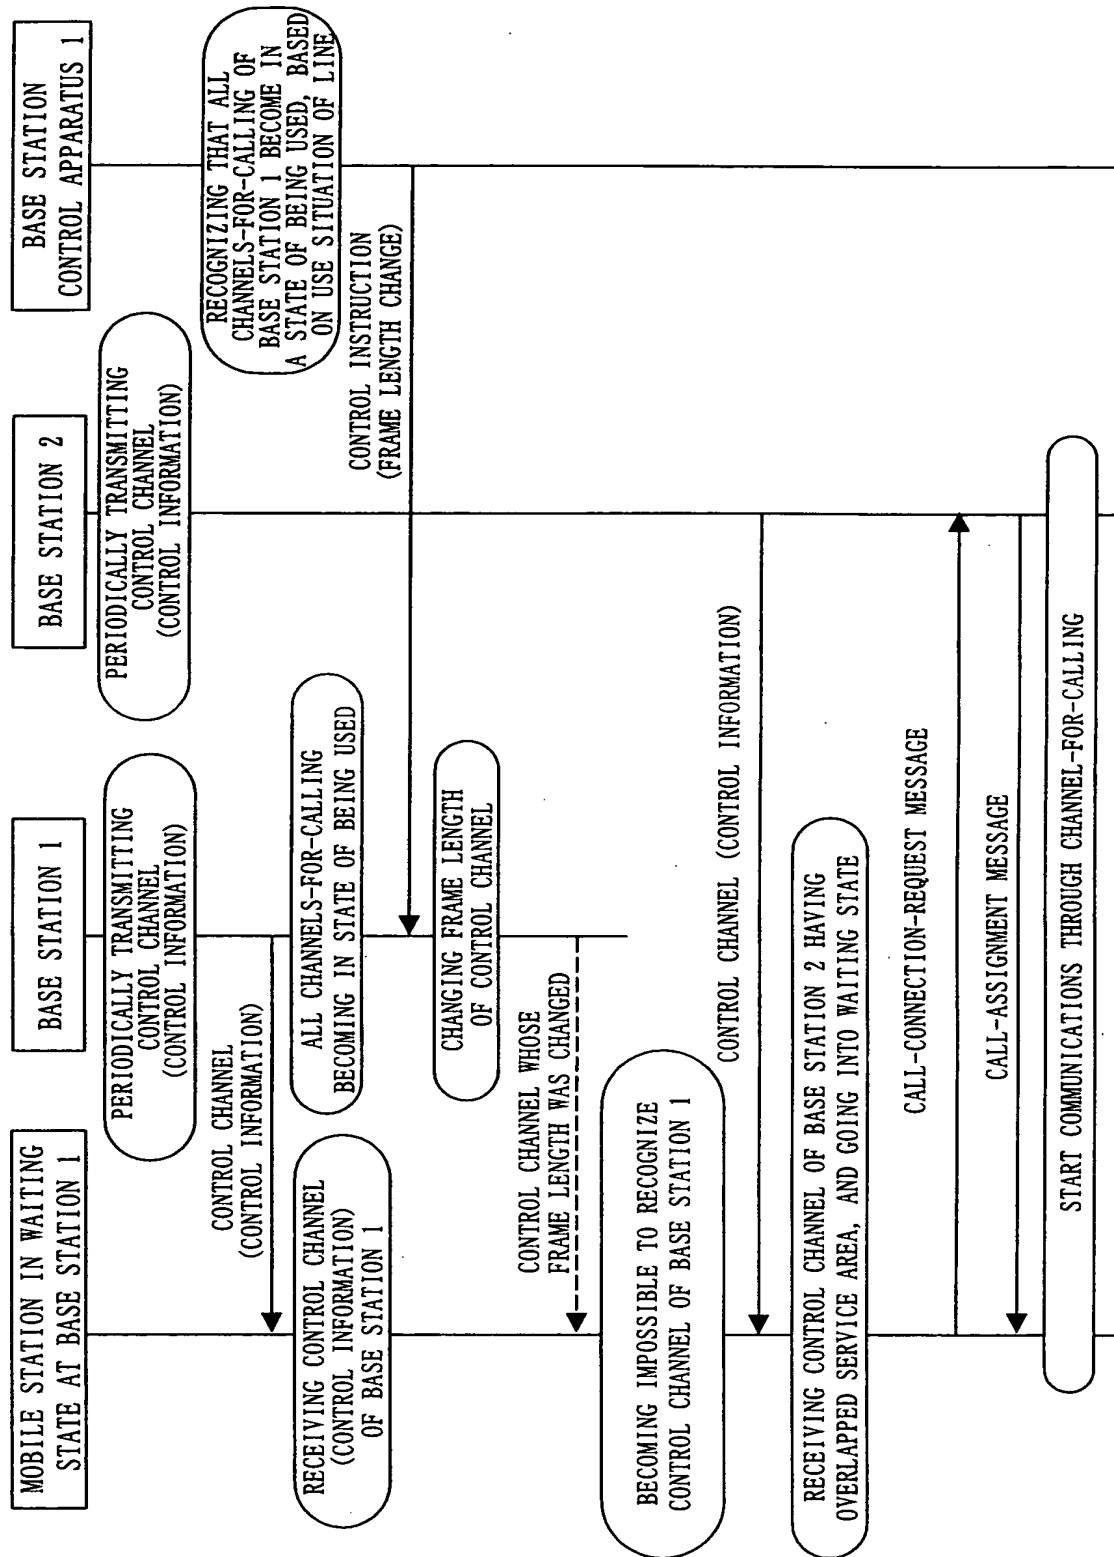 MOBILE STATION IN WAITING
STATE AT BASE STATION 1
BASE STATION 1
BASE STATION 2
BASE STATION
CONTROL APPARATUS 1
PERIODICALLY TRANSMITTING
CONTROL CHANNEL
(CONTROL INFORMATION)
PERIODICALLY TRANSMITTING
CONTROL CHANNEL
(CONTROL INFORMATION)
CONTROL CHANNEL
(CONTROL INFORMATION)
RECOGNIZING THAT ALL
CHANNELS-FOR-CALLING OF
BASE STATION 1 BECOME IN
A STATE OF BEING USED, BASED
ON USE SITUATION OF LINE
RECEIVING CONTROL CHANNEL
(CONTROL INFORMATION)
OF BASE STATION 1
ALL CHANNELS-FOR-CALLING
BECOMING IN STATE OF BEING USED
CONTROL INSTRUCTION
(FRAME LENGTH CHANGE)
CHANGING FRAME LENGTH
OF CONTROL CHANNEL
CONTROL CHANNEL WHOSE
FRAME LENGTH WAS CHANGED
BECOMING IMPOSSIBLE TO RECOGNIZE
CONTROL CHANNEL OF BASE STATION 1
CONTROL CHANNEL (CONTROL INFORMATION)
RECEIVING CONTROL CHANNEL OF BASE STATION 2 HAVING
OVERLAPPED SERVICE AREA, AND GOING INTO WAITING STATE
CALL-CONNECTION-REQUEST MESSAGE
CALL-ASSIGNMENT MESSAGE
START COMMUNICATIONS THROUGH CHANNEL-FOR-CALLING